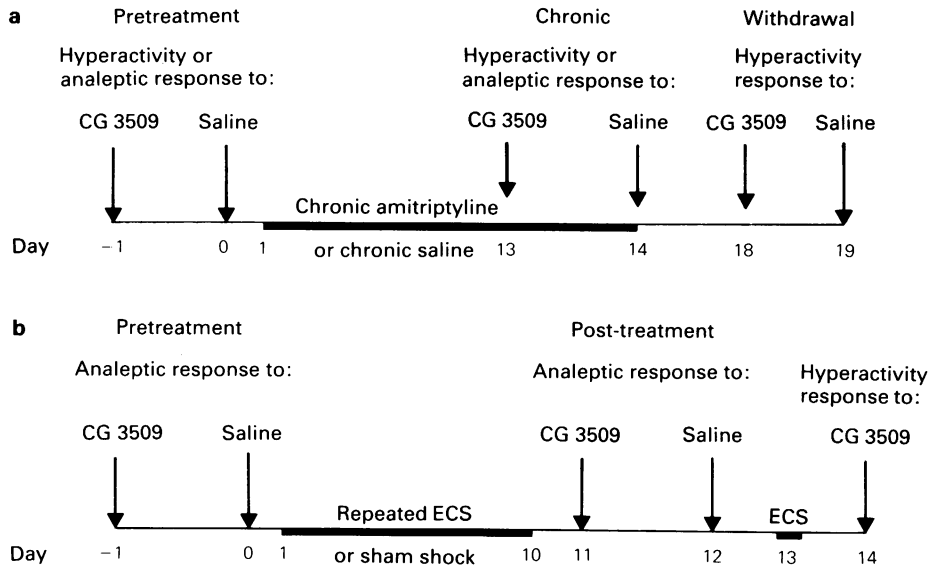 a
Pretreatment Chronic Withdrawal
Hyperactivity or Hyperactivity or Hyperactivity
analeptic response to: analeptic response to: response to:
CG 3509 Saline CG 3509 Saline CG 3509 Saline
Chronic amitriptyline
or chronic saline
Day −1 0 1 13 14 18 19
b
Pretreatment Post-treatment
Analeptic response to: Analeptic response to: Hyperactivity
response to:
CG 3509 Saline CG 3509 Saline CG 3509
Repeated ECS ECS
or sham shock
Day −1 0 1 10 11 12 13 14